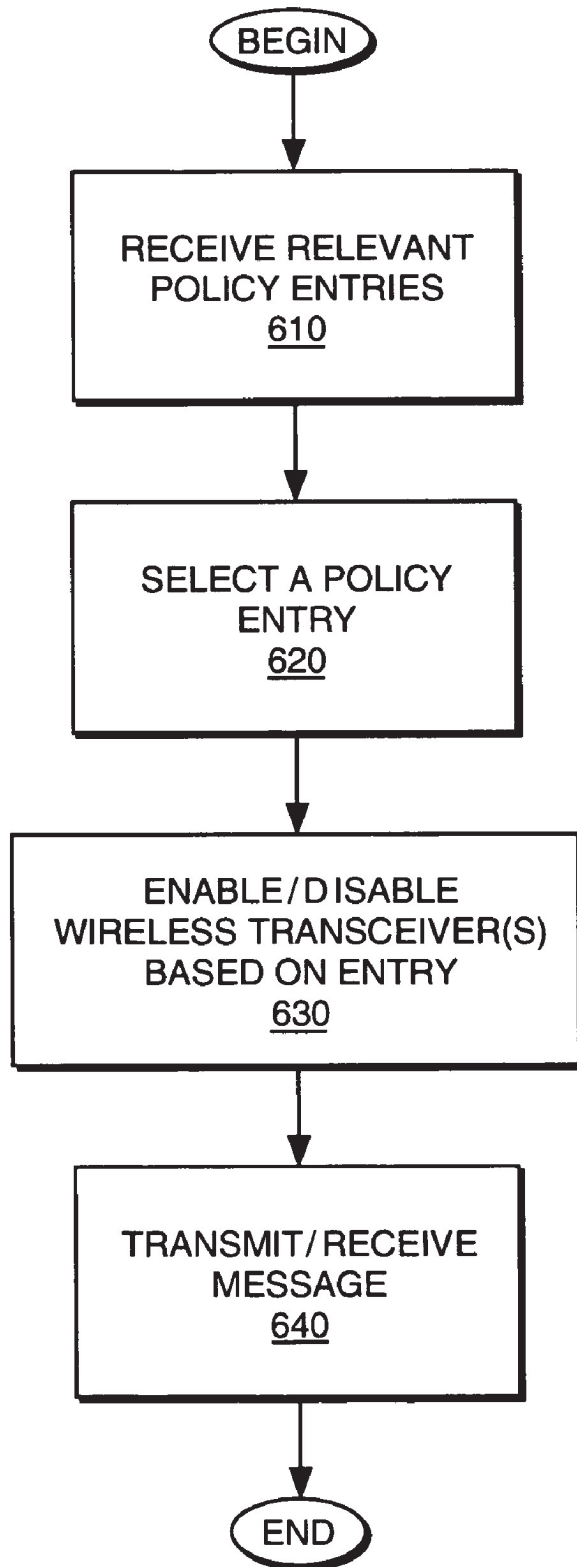 BEGIN
RECEIVE RELEVANT
POLICY ENTRIES
610
SELECT A POLICY
ENTRY
620
ENABLE/DISABLE
WIRELESS TRANSCEIVER(S)
BASED ON ENTRY
630
TRANSMIT/RECEIVE
MESSAGE
640
END